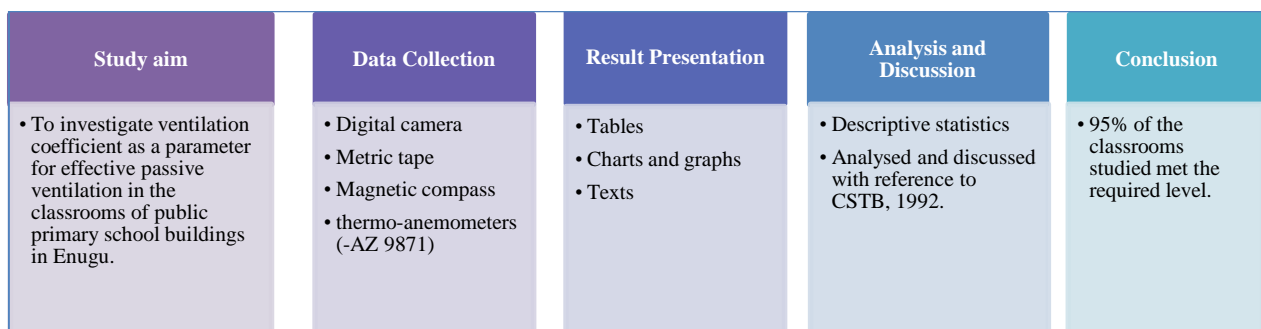 Study aim
• To investigate ventilation
coefficient as a parameter
for effective passive
ventilation in the
classrooms of public
primary school buildings
in Enugu.
Data Collection
• Digital camera
• Metric tape
• Magnetic compass
• thermo-anemometers
(-AZ 9871)
Result Presentation
• Tables
• Charts and graphs
• Texts
Analysis and
Discussion
• Descriptive statistics
• Analysed and discussed
with reference to
CSTB, 1992.
Conclusion
• 95% of the
classrooms
studied met the
required level.